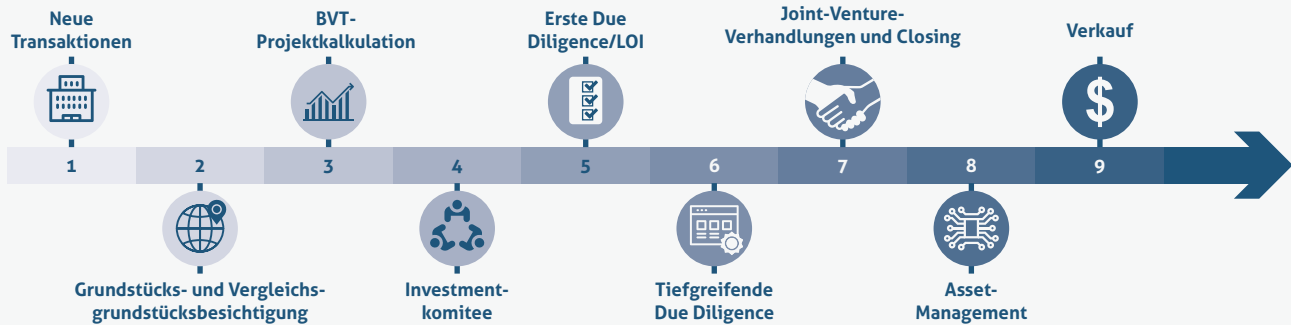 Neue
Transaktionen
BVT-
Projektkalkulation
Erste Due
Diligence/LOI
Joint-Venture-
Verhandlungen und Closing
Verkauf
$
1
2
3
4
5
6
7
8
9
Grundstücks- und Vergleichs-
grundstücksbesichtigung
Investment-
komitee
Tiefgreifende
Due Diligence
Asset-
Management